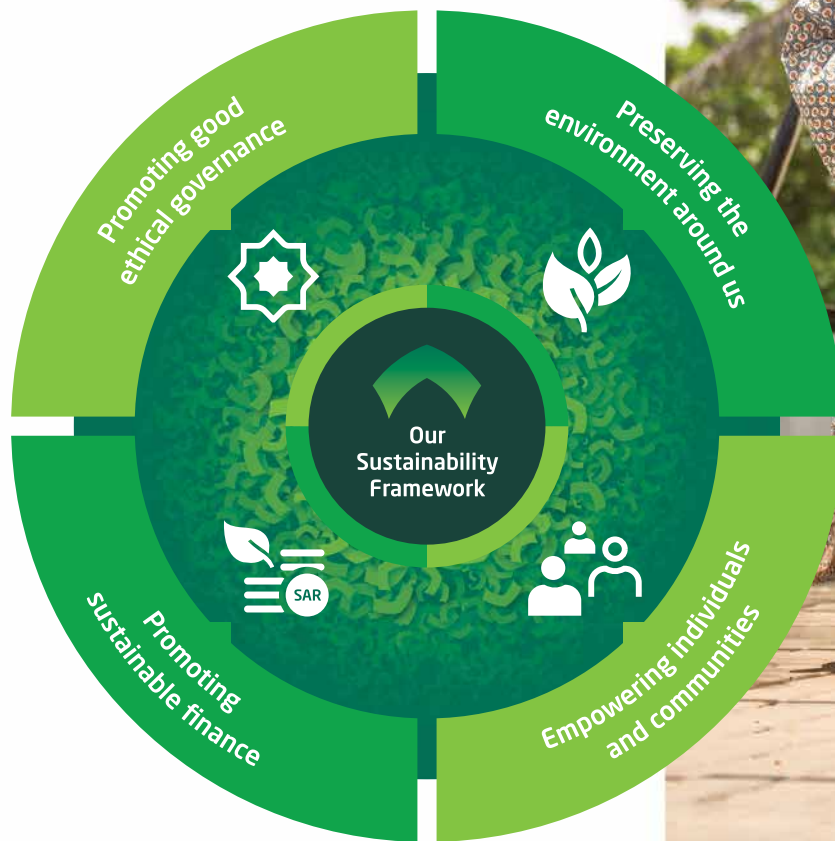 Promoting good
ethical governance
Preserving the
environment around us
Our
Sustainability
Framework
SAR
Promoting
sustainable finance
Empowering individuals
and communities